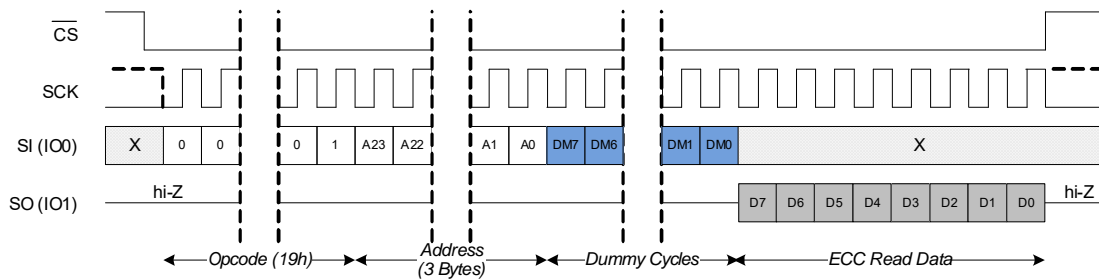 CS
SCK
SI (IO0) X 0 0 0 1 A23 A22 A1 A0 DM7 DM6 DM1 DM0 X
hi-Z hi-Z
SO (IO1) D7 D6 D5 D4 D3 D2 D1 D0
Opcode (19h) Address Dummy Cycles ECC Read Data
(3 Bytes)